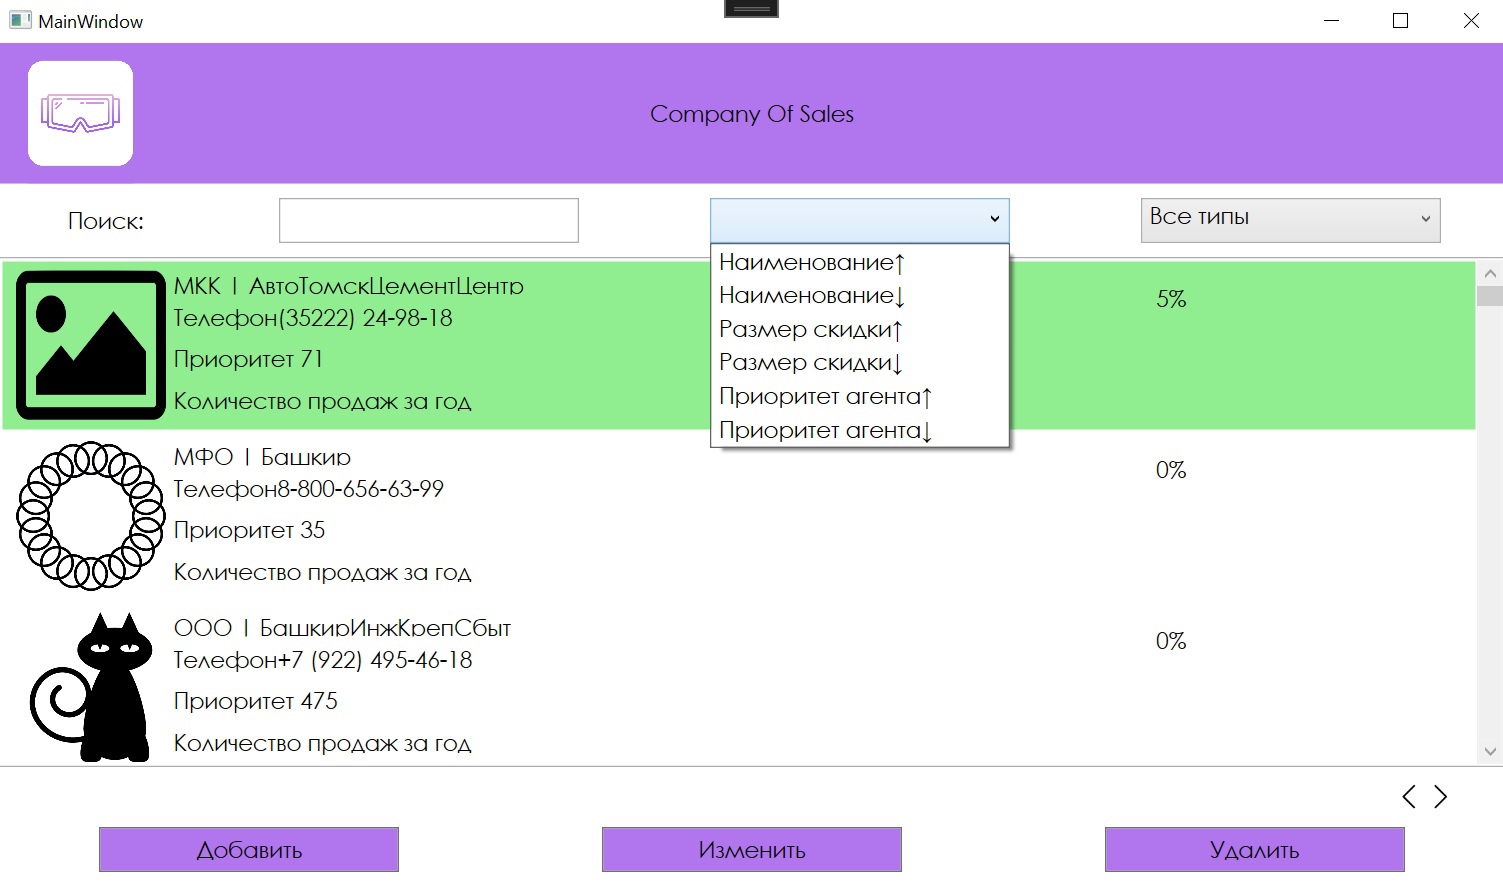 MainWindow
Company Of Sales
Поиск:
Все типы
Наименование↑
Наименование↓
Размер скидки↑
Размер скидки↓
Приоритет агента↑
Приоритет агента↓
МКК | АвтоТомскЦементЦентр
Телефон(35222) 24-98-18
Приоритет 71
Количество продаж за год
5%
МФО | Башкир
Телефон8-800-656-63-99
Приоритет 35
Количество продаж за год
0%
ООО | БашкирИнжКрепСбыт
Телефон+7 (922) 495-46-18
Приоритет 475
Количество продаж за год
0%
Добавить
Изменить
Удалить